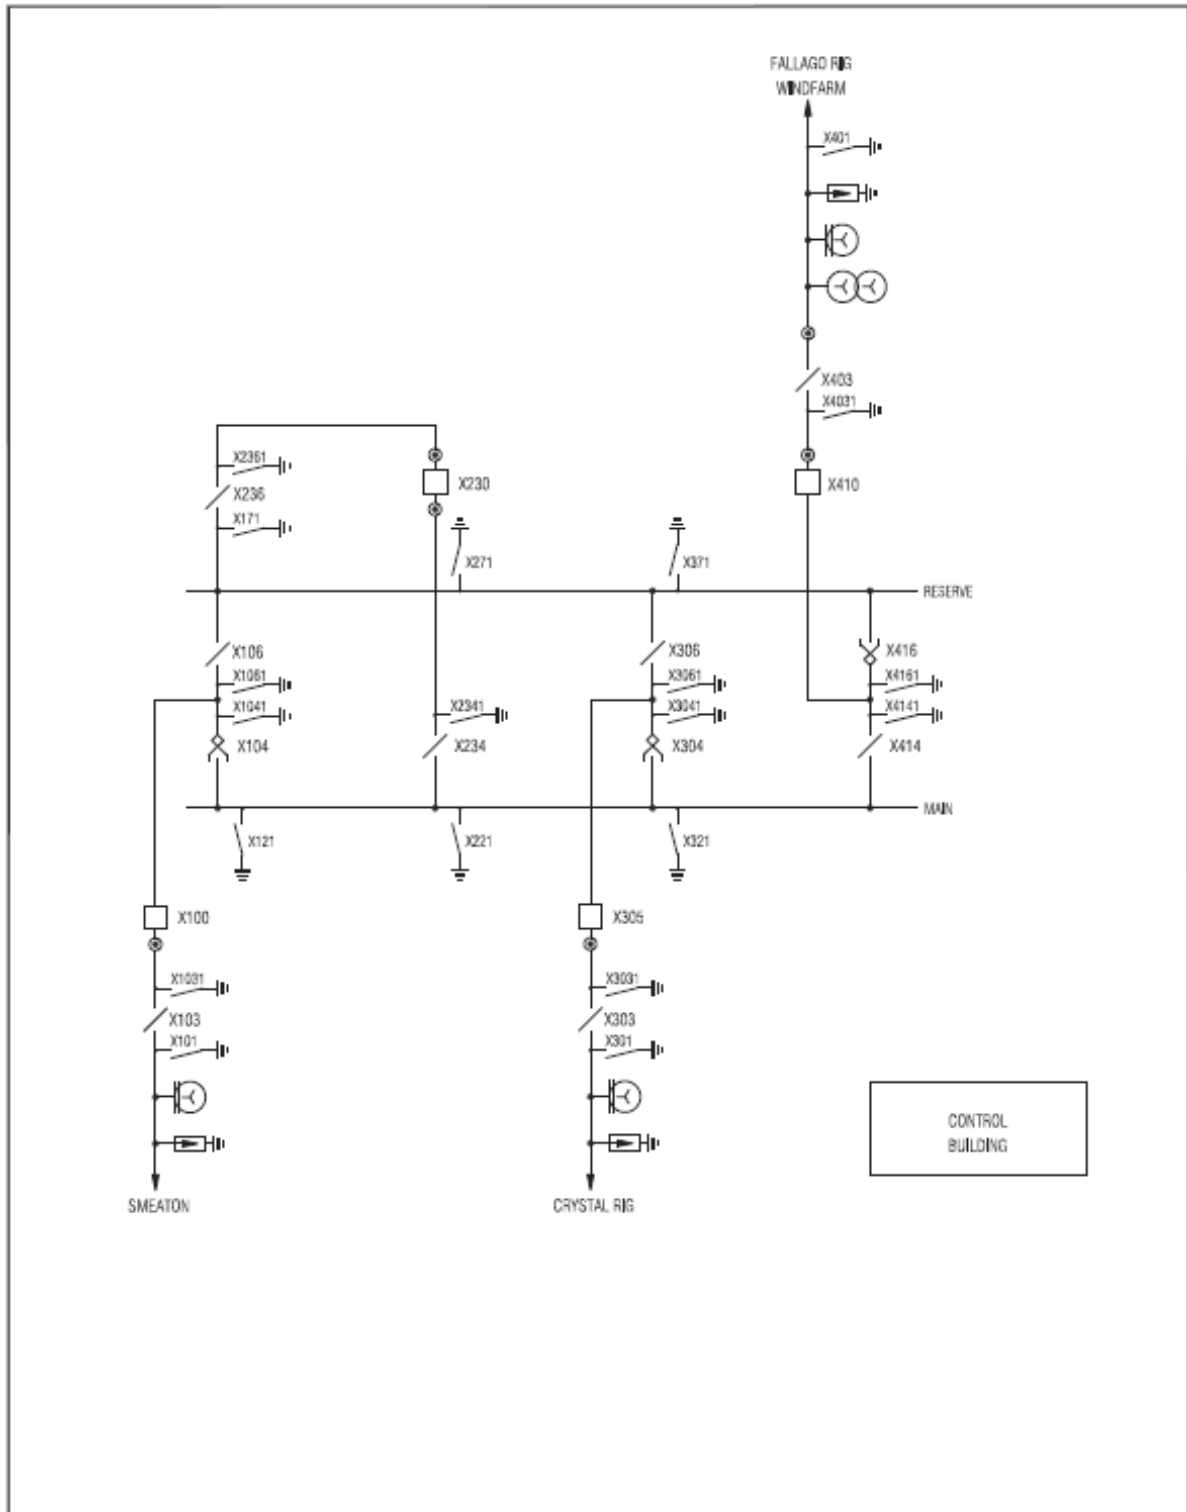 FALLAGO RIG
WINDFARM
X401
X403
X4031
X2361
X236
X171
X230
X410
X271
X371
RESERVE
X106
X1061
X1041
X104
X2341
X234
X306
X3061
X3041
X304
X416
X4161
X4141
X414
MAIN
X121
X221
X321
X100
X305
X1031
X103
X101
X3031
X303
X301
CONTROL
BUILDING
SMEATON
CRYSTAL RIG